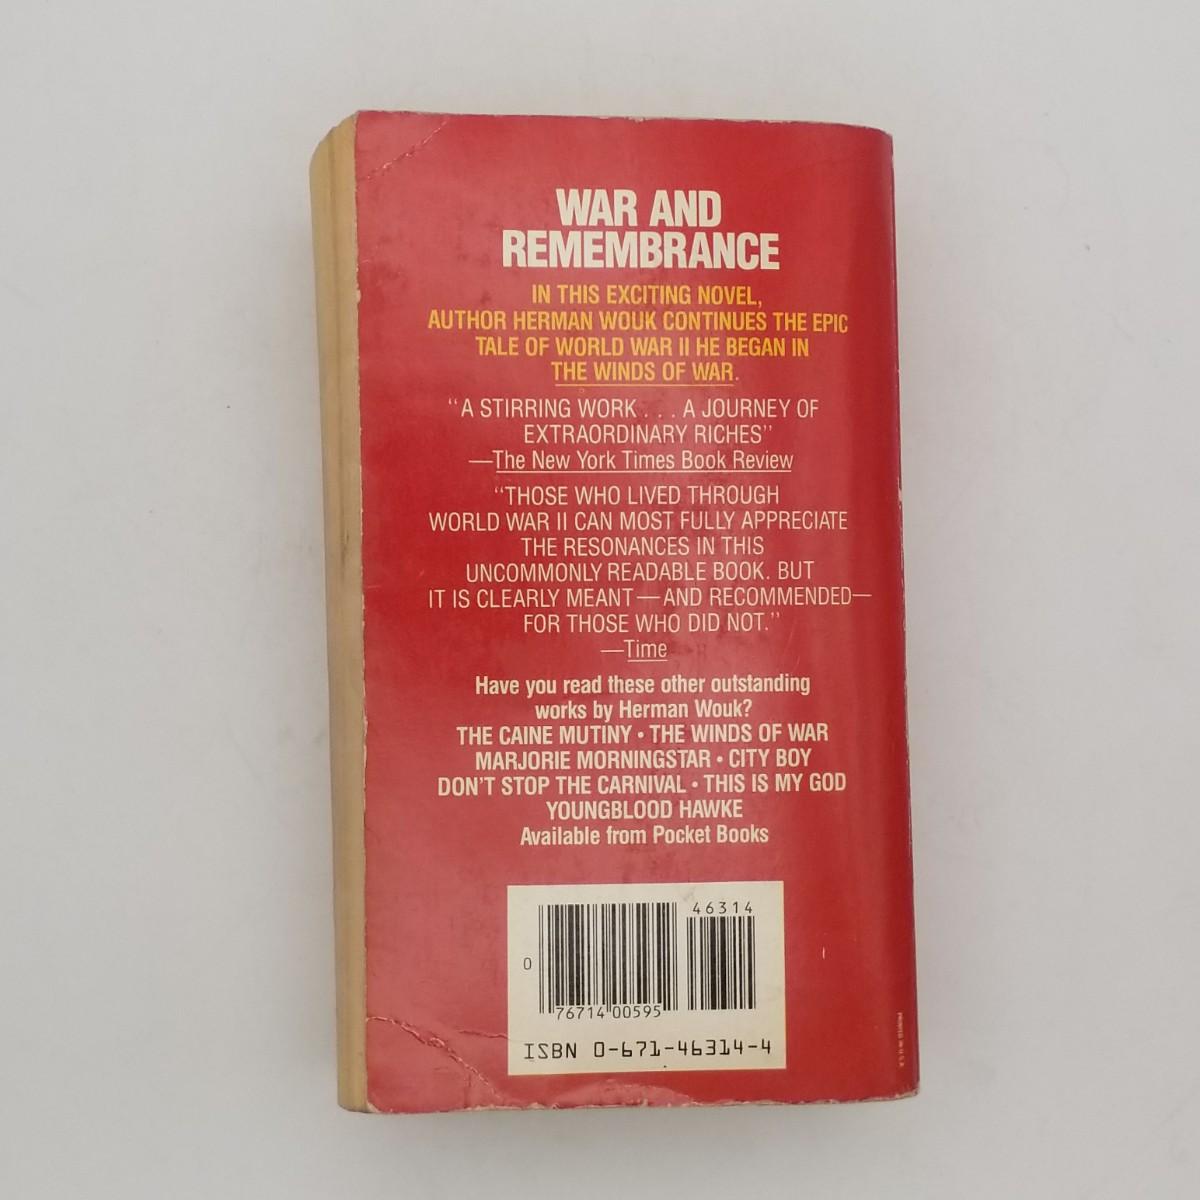 WAR AND
REMEMBRANCE
IN THIS EXCITING NOVEL,
AUTHOR HERMAN WOUK CONTINUES THE EPIC
TALE OF WORLD WAR II HE BEGAN IN
THE WINDS OF WAR.
"A STIRRING WORK . . . A JOURNEY OF
EXTRAORDINARY RICHES"
—The New York Times Book Review
"THOSE WHO LIVED THROUGH
WORLD WAR II CAN MOST FULLY APPRECIATE
THE RESONANCES IN THIS
UNCOMMONLY READABLE BOOK. BUT
IT IS CLEARLY MEANT—AND RECOMMENDED—
FOR THOSE WHO DID NOT."
—Time
Have you read these other outstanding
works by Herman Wouk?
THE CAINE MUTINY • THE WINDS OF WAR
MARJORIE MORNINGSTAR • CITY BOY
DON'T STOP THE CARNIVAL • THIS IS MY GOD
YOUNGBLOOD HAWKE
Available from Pocket Books
46314
0
76714 00595
ISBN 0-671-46314-4
PRINTED IN U.S.A.